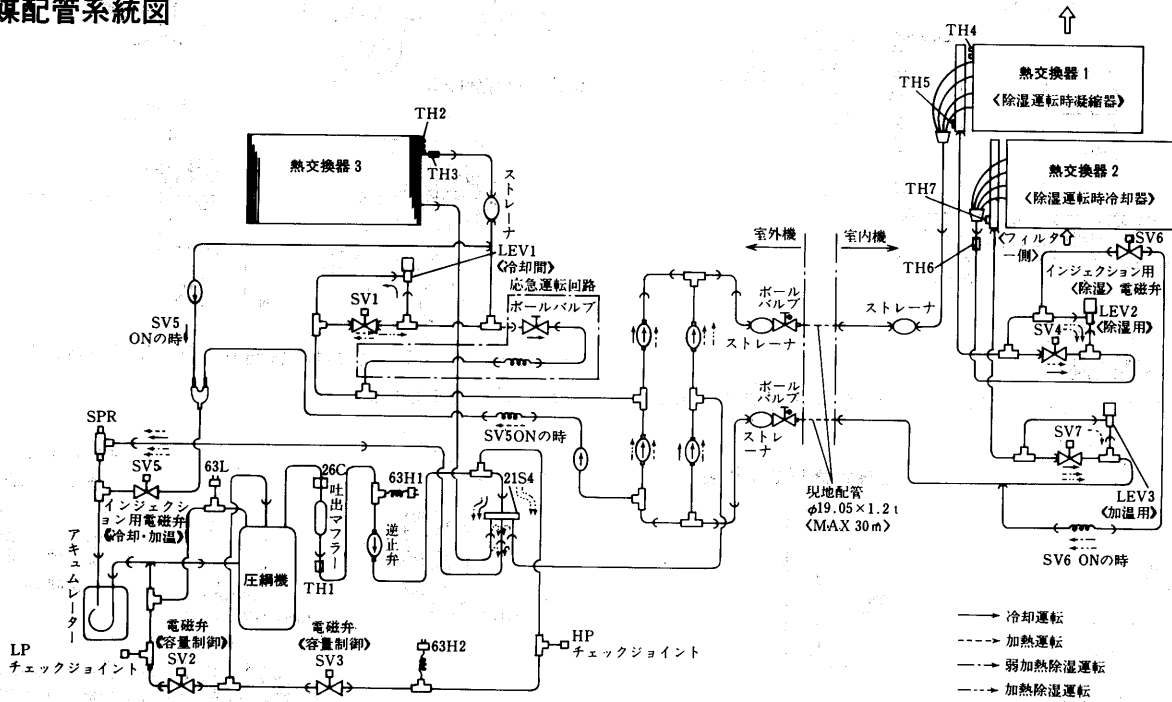 媒配管系統図
TH4
熱交換器1
〈除湿運転時凝縮器〉
TH5
TH2
熱交換器3
TH3
ストレーナ
熱交換器2
〈除湿運転時冷却器〉
TH7
TH6
〈フィルター側〉
SV6
インジェクション用
〈除湿〉電磁弁
LEV1
〈冷却間〉
応急運転回路
ボールバルブ
SV1
室外機
室内機
ボール
バルブ
ストレーナ
ストレーナ
LEV2
〈除湿用〉
SV4
SV5
ONの時
ボール
バルブ
ストレ
ーナ
SPR
SV5ONの時
SV7
LEV3
〈加温用〉
SV5
63L
インジェクシ
ョン用電磁弁
〈冷却・加温〉
26C
吐出マフラー
63H1
21S4
逆止弁
現地配管
φ19.05×1.2t
〈MAX 30m〉
SV6 ONの時
アキュムレーター
圧縮機
TH1
LP
チェックジョイント
電磁弁
〈容量制御〉
SV2
電磁弁
〈容量制御〉
SV3
63H2
HP
チェックジョイント
冷却運転
加熱運転
弱加熱除湿運転
加熱除湿運転